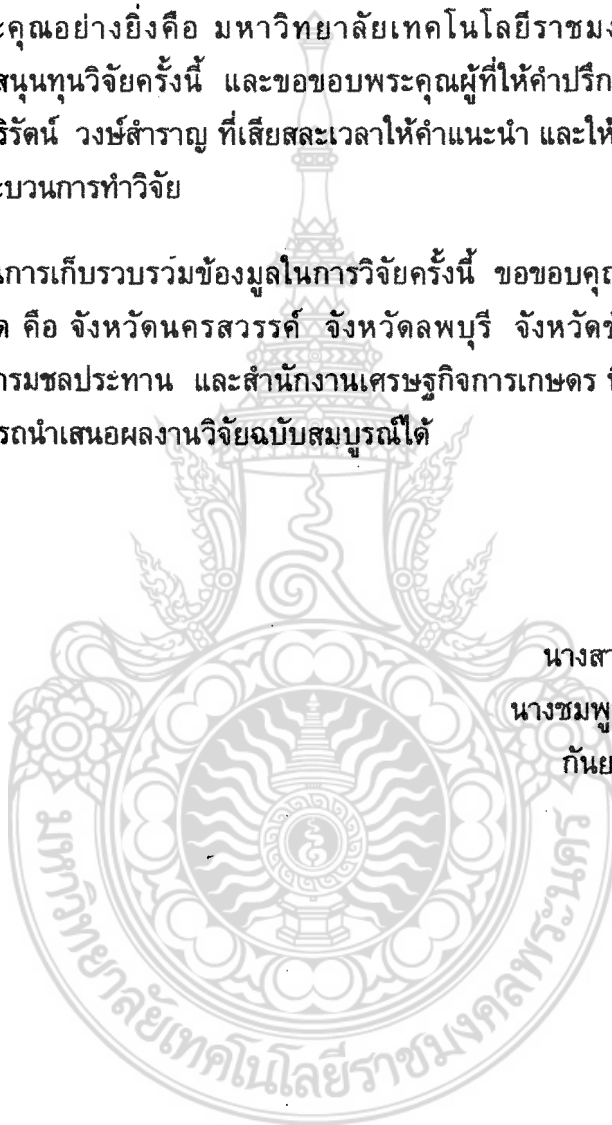 ะคุณอย่างยิ่งคือ มหาวิทยาลัยเทคโนโลยีราชมง
สนุนทุนวิจัยครั้งนี้ และขอขอบพระคุณผู้ที่ให้คำปรึก
ริรัตน์ วงษ์สำราญ ที่เสียสละเวลาให้คำแนะนำ และให้
ะบวนการทำวิจัย
นการเก็บรวบรวมข้องมูลในการวิจัยครั้งนี้ ขอขอบคุณ
ด คือ จังหวัดนครสวรรค์ จังหวัดลพบุรี จังหวัดชั
ารมชลประทาน และสำนักงานเศรษฐกิจการเกษตร ที
รถนำเสนอผลงานวิจัยฉบับสมบูรณ์ได้
นางสา
นางชมพู
กันย
มหาวิทยาลัยเทคโนโลยีราชมงคลพระนคร